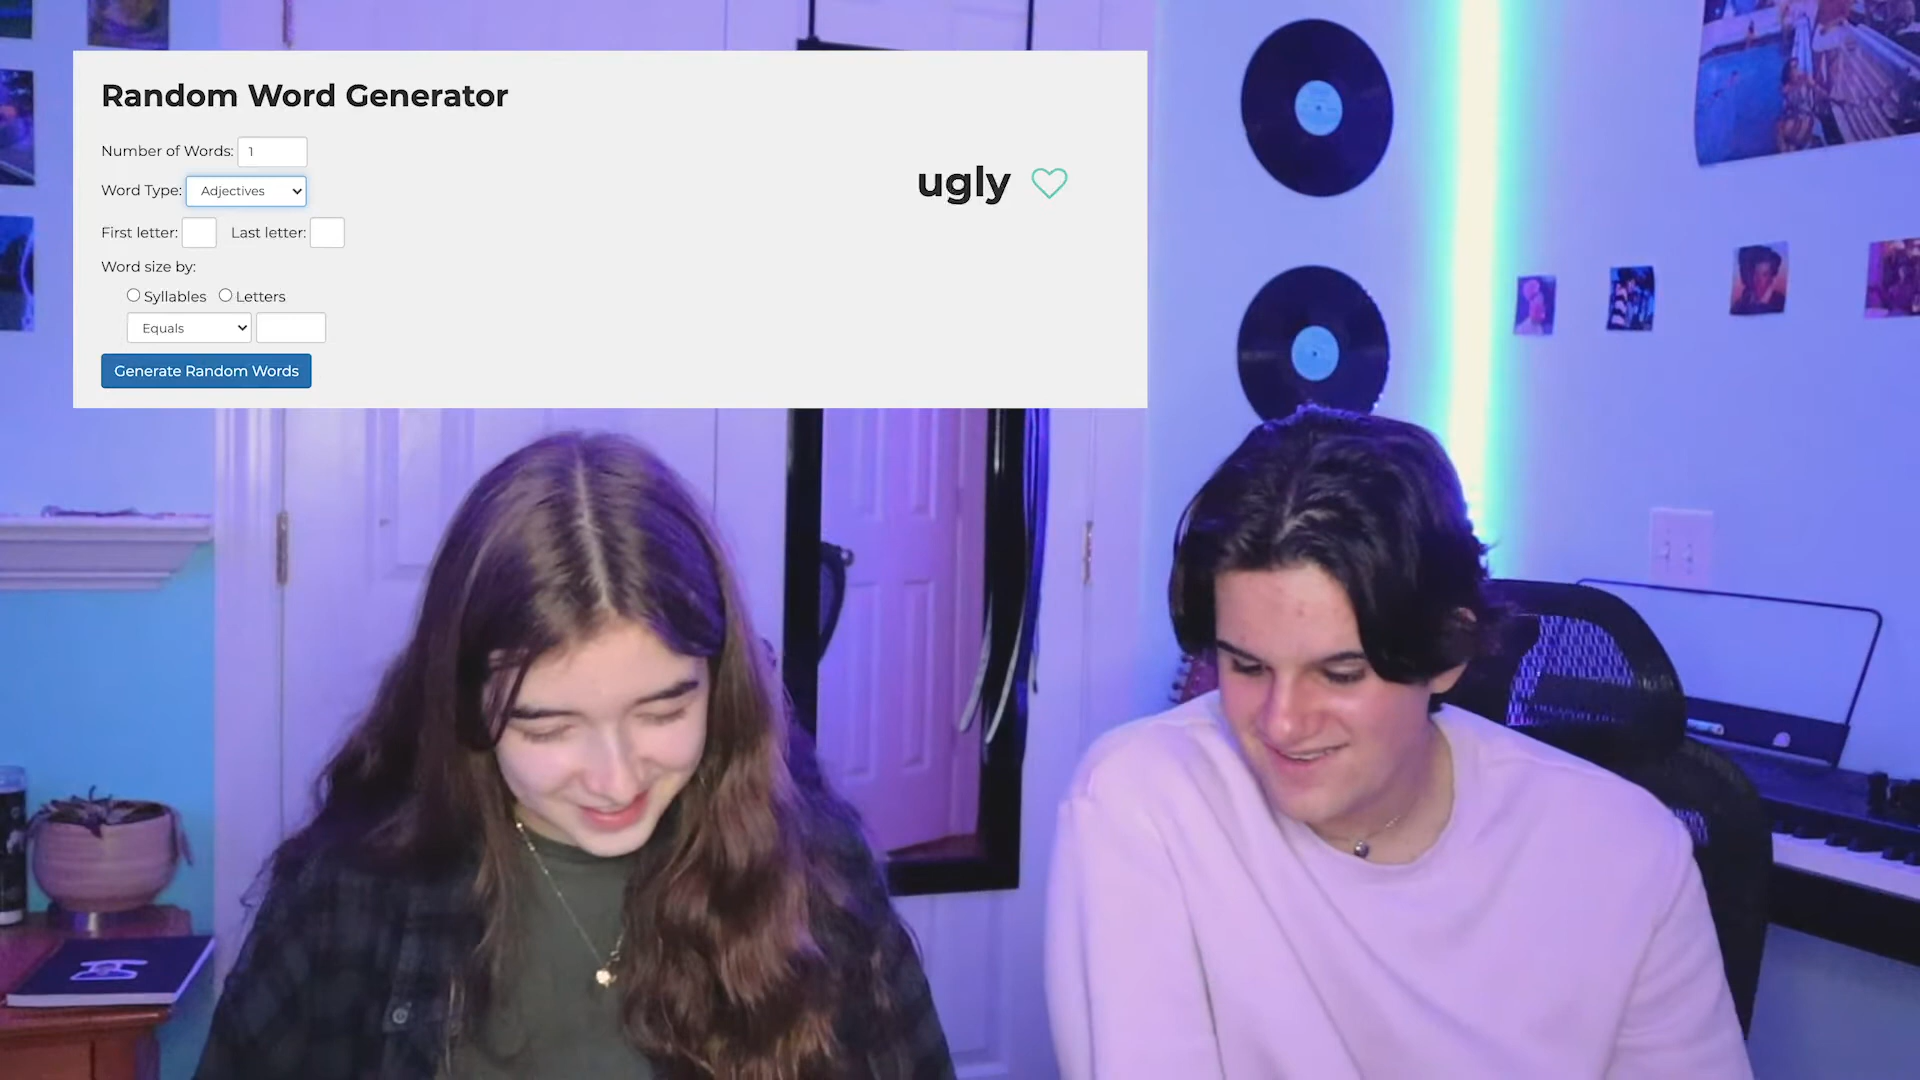 Random Word Generator
Number of Words: 1
Word Type: Adjectives
ugly
First letter: Last letter:
Word size by:
Syllables Letters
Equals
Generate Random Words